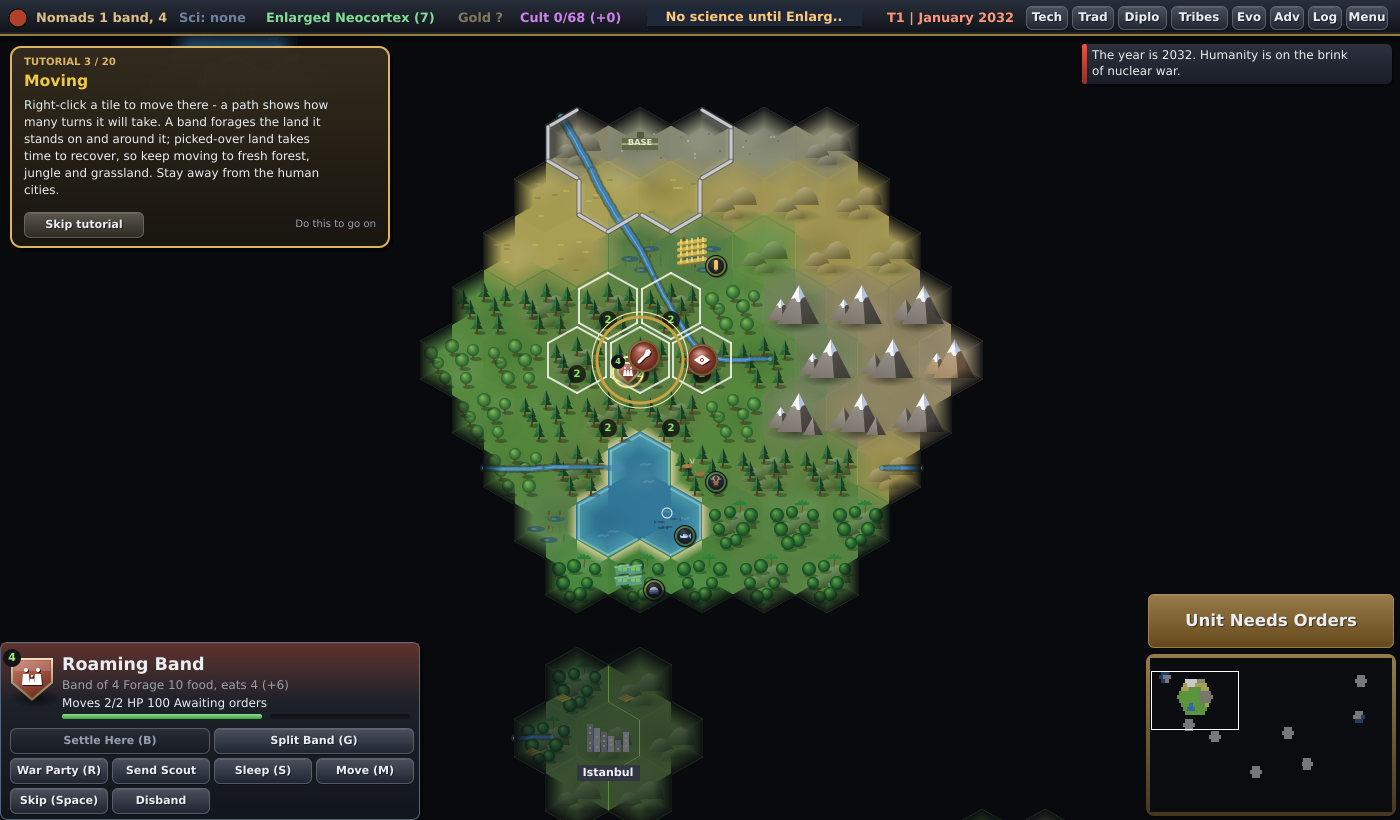 Nomads 1 band, 4
Sci: none
Enlarged Neocortex (7)
Gold ?
Cult 0/68 (+0)
No science until Enlarg..
T1 | January 2032
Tech
Trad
Diplo
Tribes
Evo
Adv
Log
Menu
TUTORIAL 3 / 20
Moving
Right-click a tile to move there - a path shows how
many turns it will take. A band forages the land it
stands on and around it; picked-over land takes
time to recover, so keep moving to fresh forest,
jungle and grassland. Stay away from the human
cities.
Skip tutorial
Do this to go on
The year is 2032. Humanity is on the brink
of nuclear war.
BASE
2
2
4
2
2
2
Istanbul
Unit Needs Orders
4
Roaming Band
Band of 4 Forage 10 food, eats 4 (+6)
Moves 2/2 HP 100 Awaiting orders
Settle Here (B)
Split Band (G)
War Party (R)
Send Scout
Sleep (S)
Move (M)
Skip (Space)
Disband